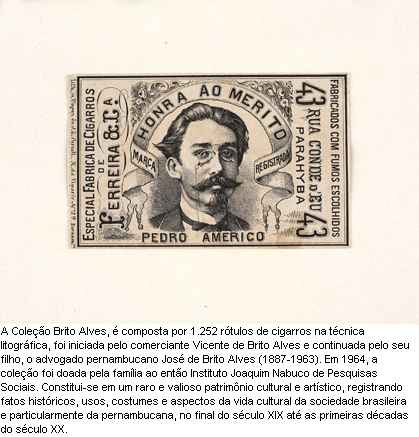 HONRA AO MERITO
MARCA
REGISTRADA
PEDRO AMERICO
ESPECIAL FABRICA DE CIGARROS
DE
FERREIRA & Cª
43 RUA CONDE D'EU 43
PARAHYBA
FABRICADOS COM FUMOS ESCOLHIDOS
A Coleção Brito Alves, é composta por 1.252 rótulos de cigarros na técnica
litográfica, foi iniciada pelo comerciante Vicente de Brito Alves e continuada pelo seu
filho, o advogado pernambucano José de Brito Alves (1887-1963). Em 1964, a
coleção foi doada pela família ao então Instituto Joaquim Nabuco de Pesquisas
Sociais. Constitui-se em um raro e valioso patrimônio cultural e artístico, registrando
fatos históricos, usos, costumes e aspectos da vida cultural da sociedade brasileira
e particularmente da pernambucana, no final do século XIX até as primeiras décadas
do século XX.